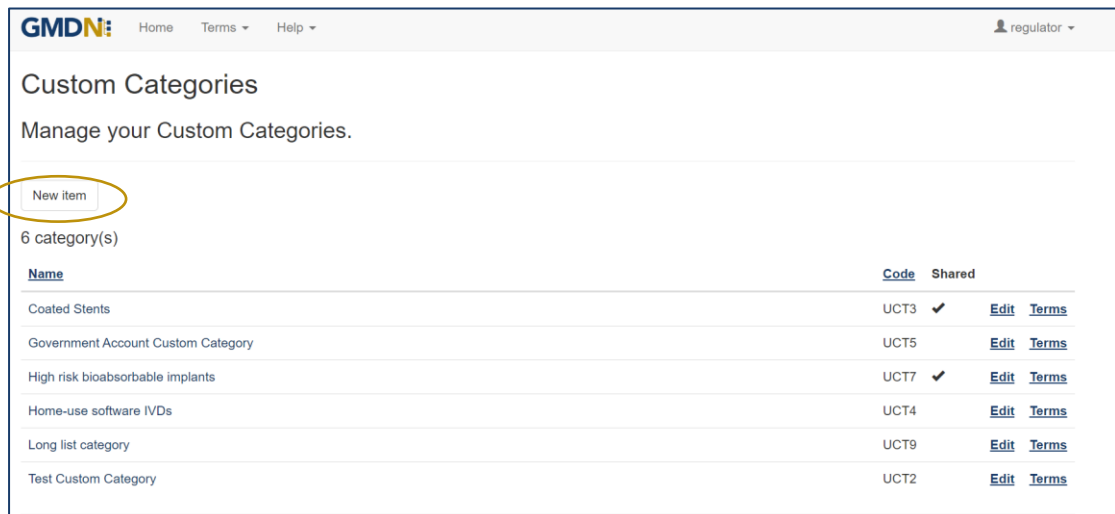 GMDN Home Terms Help regulator
Custom Categories
Manage your Custom Categories.
New item
6 category(s)
Name Code Shared
Coated Stents UCT3 ✔ Edit Terms
Government Account Custom Category UCT5 Edit Terms
High risk bioabsorbable implants UCT7 ✔ Edit Terms
Home-use software IVDs UCT4 Edit Terms
Long list category UCT9 Edit Terms
Test Custom Category UCT2 Edit Terms